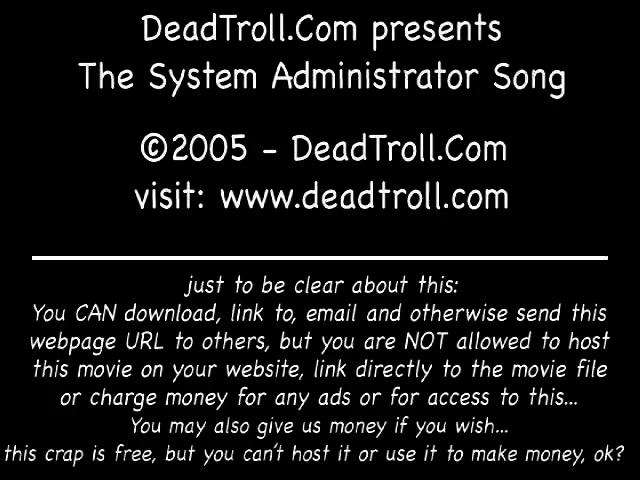 DeadTroll.Com presents
The System Administrator Song
©2005 - DeadTroll.Com
visit: www.deadtroll.com
just to be clear about this:
You CAN download, link to, email and otherwise send this
webpage URL to others, but you are NOT allowed to host
this movie on your website, link directly to the movie file
or charge money for any ads or for access to this...
You may also give us money if you wish...
this crap is free, but you can't host it or use it to make money, ok?